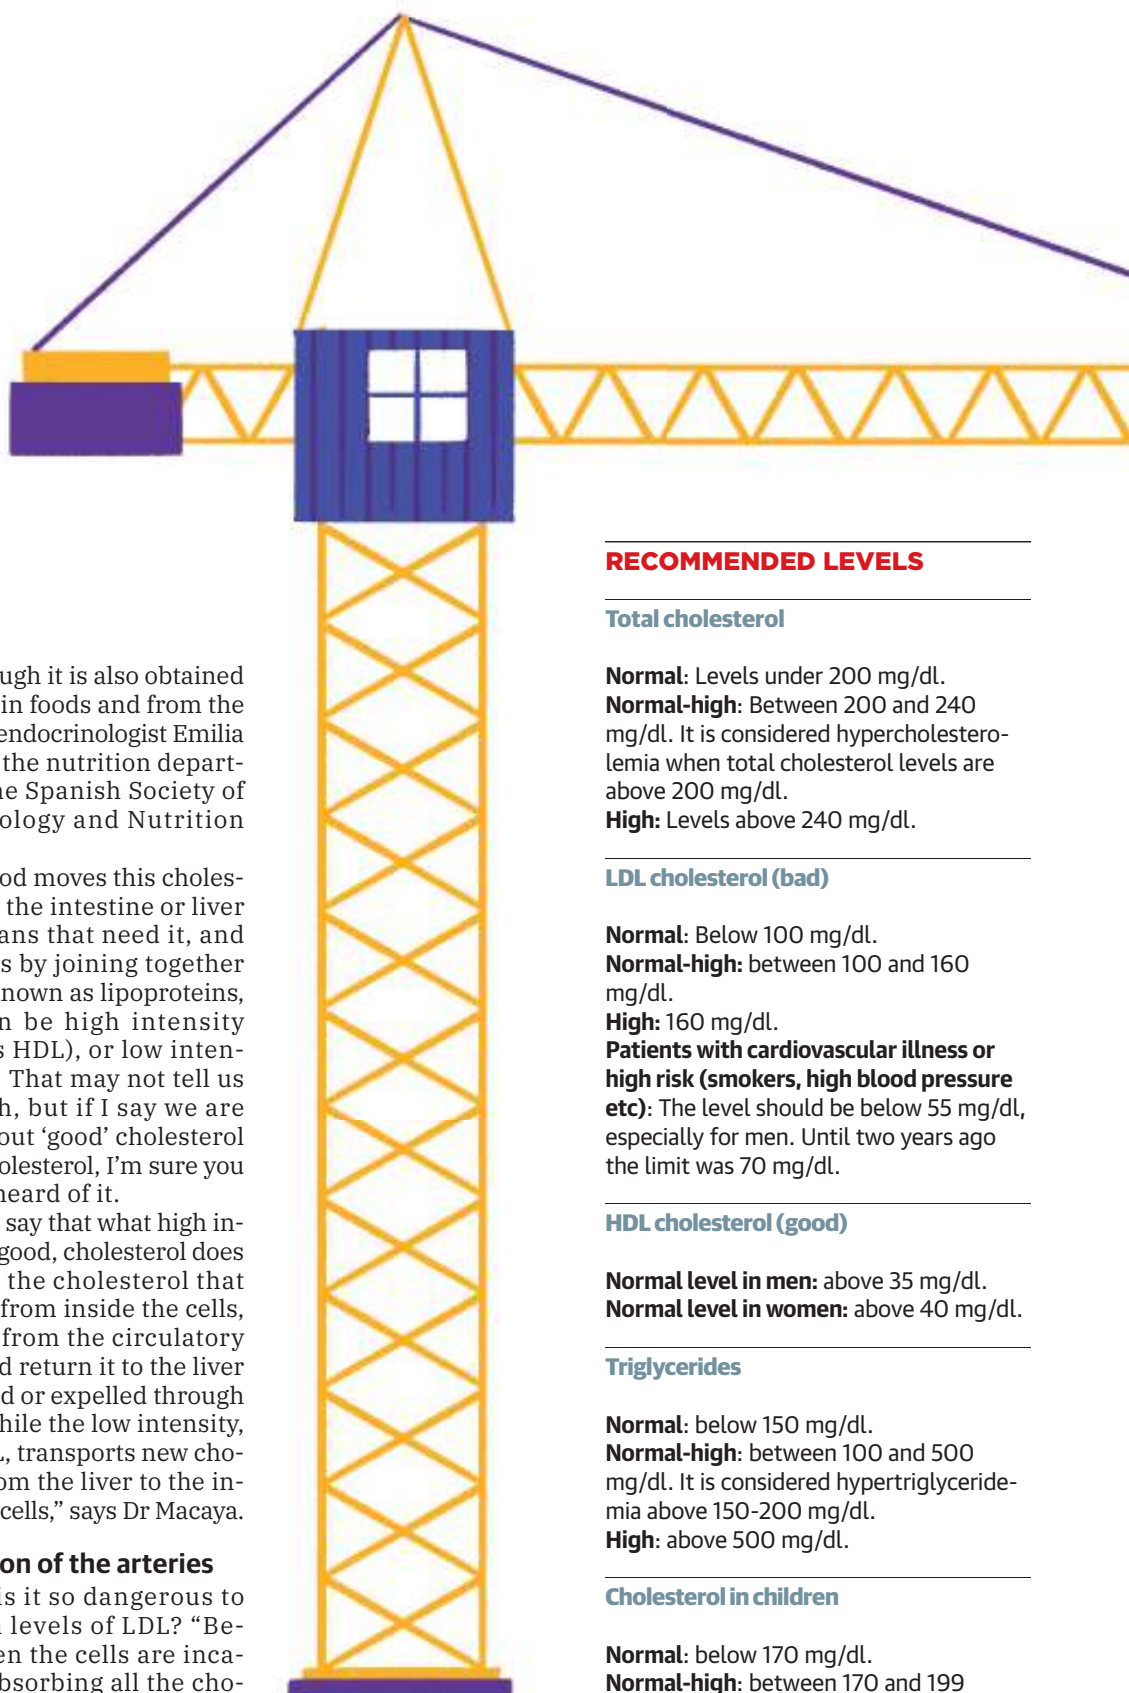 ugh it is also obtained
in foods and from the
endocrinologist Emilia
the nutrition depart-
ne Spanish Society of
ology and Nutrition
od moves this choles-
the intestine or liver
ans that need it, and
s by joining together
nown as lipoproteins,
n be high intensity
s HDL), or low inten-
That may not tell us
h, but if I say we are
out ‘good’ cholesterol
olesterol, I’m sure you
heard of it.
say that what high in-
good, cholesterol does
the cholesterol that
from inside the cells,
from the circulatory
d return it to the liver
d or expelled through
hile the low intensity,
L, transports new cho-
om the liver to the in-
cells,” says Dr Macaya.
on of the arteries
is it so dangerous to
n levels of LDL? “Be-
en the cells are inca-
bsorbing all the cho-
RECOMMENDED LEVELS
Total cholesterol
Normal: Levels under 200 mg/dl.
Normal-high: Between 200 and 240
mg/dl. It is considered hypercholestero-
lemia when total cholesterol levels are
above 200 mg/dl.
High: Levels above 240 mg/dl.
LDL cholesterol (bad)
Normal: Below 100 mg/dl.
Normal-high: between 100 and 160
mg/dl.
High: 160 mg/dl.
Patients with cardiovascular illness or
high risk (smokers, high blood pressure
etc): The level should be below 55 mg/dl,
especially for men. Until two years ago
the limit was 70 mg/dl.
HDL cholesterol (good)
Normal level in men: above 35 mg/dl.
Normal level in women: above 40 mg/dl.
Triglycerides
Normal: below 150 mg/dl.
Normal-high: between 100 and 500
mg/dl. It is considered hypertriglyceride-
mia above 150-200 mg/dl.
High: above 500 mg/dl.
Cholesterol in children
Normal: below 170 mg/dl.
Normal-high: between 170 and 199